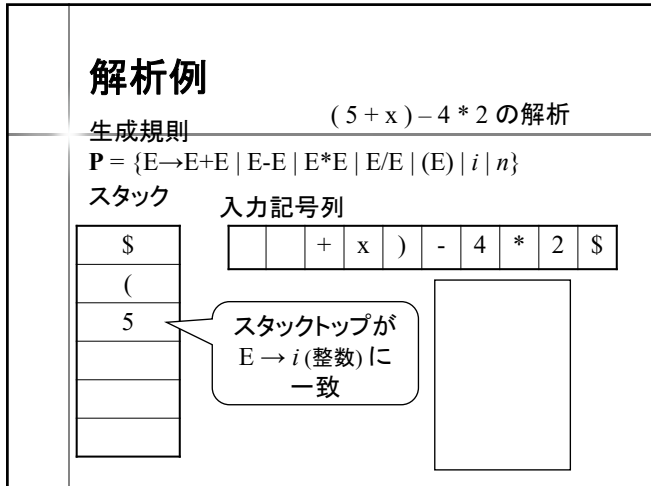 解析例
( 5 + x ) – 4 * 2 の解析
生成規則
P = {E→E+E | E-E | E*E | E/E | (E) | i | n}
スタック
入力記号列
$
(
5
+ x ) - 4 * 2 $
スタックトップが
E → i (整数) に
一致